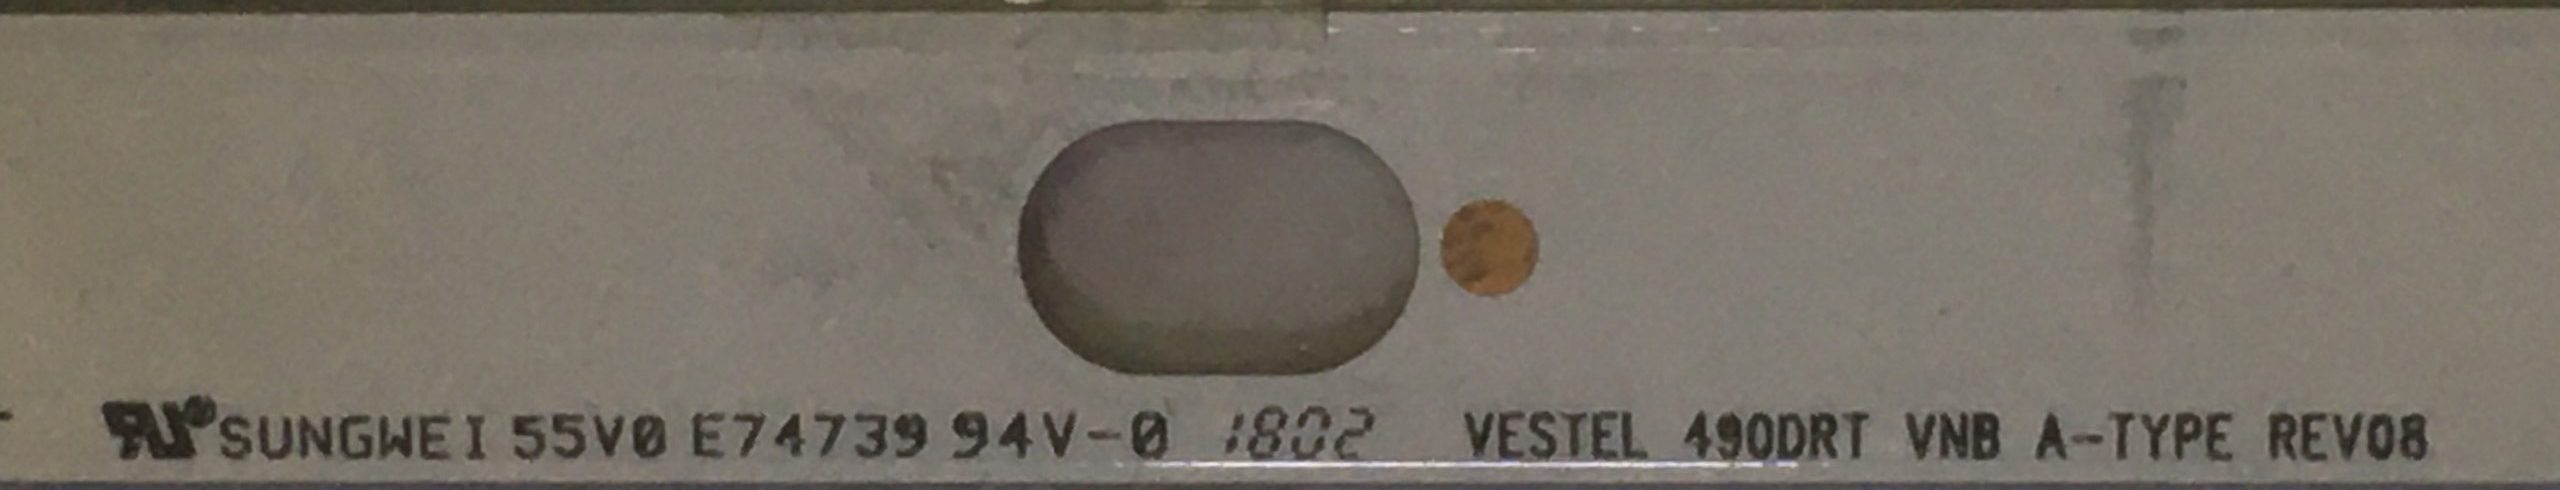 SUNGWEI 55V0 E74739 94V-0 1802 VESTEL 490DRT VNB A-TYPE REV08